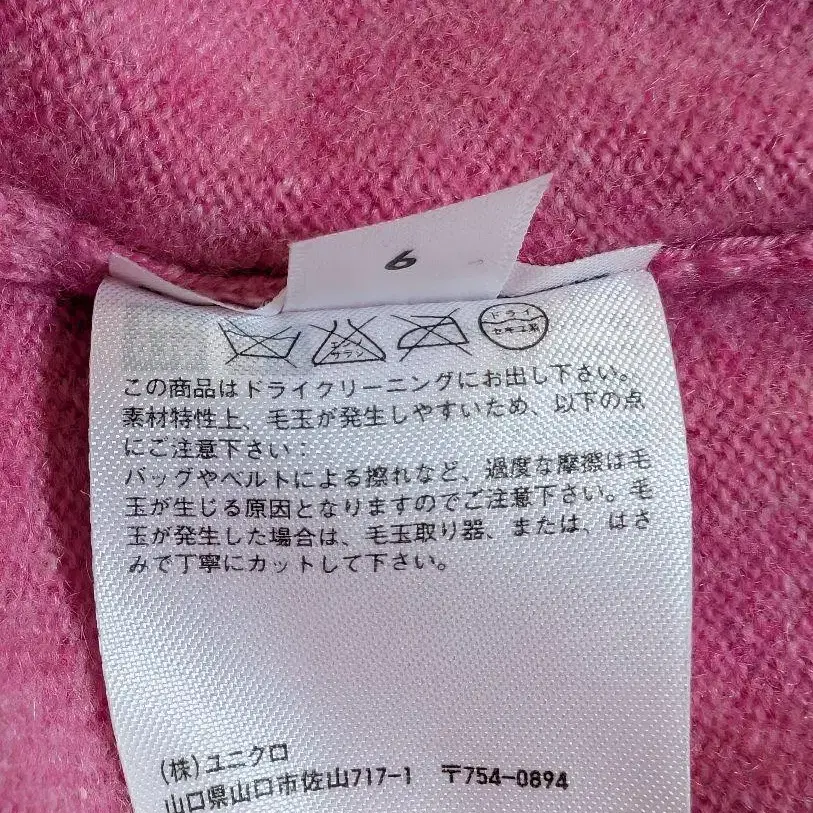 6
エンソ
サラシ
ドライ
セキユ系
この商品はドライクリーニングにお出し下さい。
素材特性上、毛玉が発生しやすいため、以下の点
にご注意下さい：
バッグやベルトによる擦れなど、過度な摩擦は毛
玉が生じる原因となりますのでご注意下さい。毛
玉が発生した場合は、毛玉取り器、または、はさ
みで丁寧にカットして下さい。
(株)ユニクロ
山口県山口市佐山717-1 〒754-0894